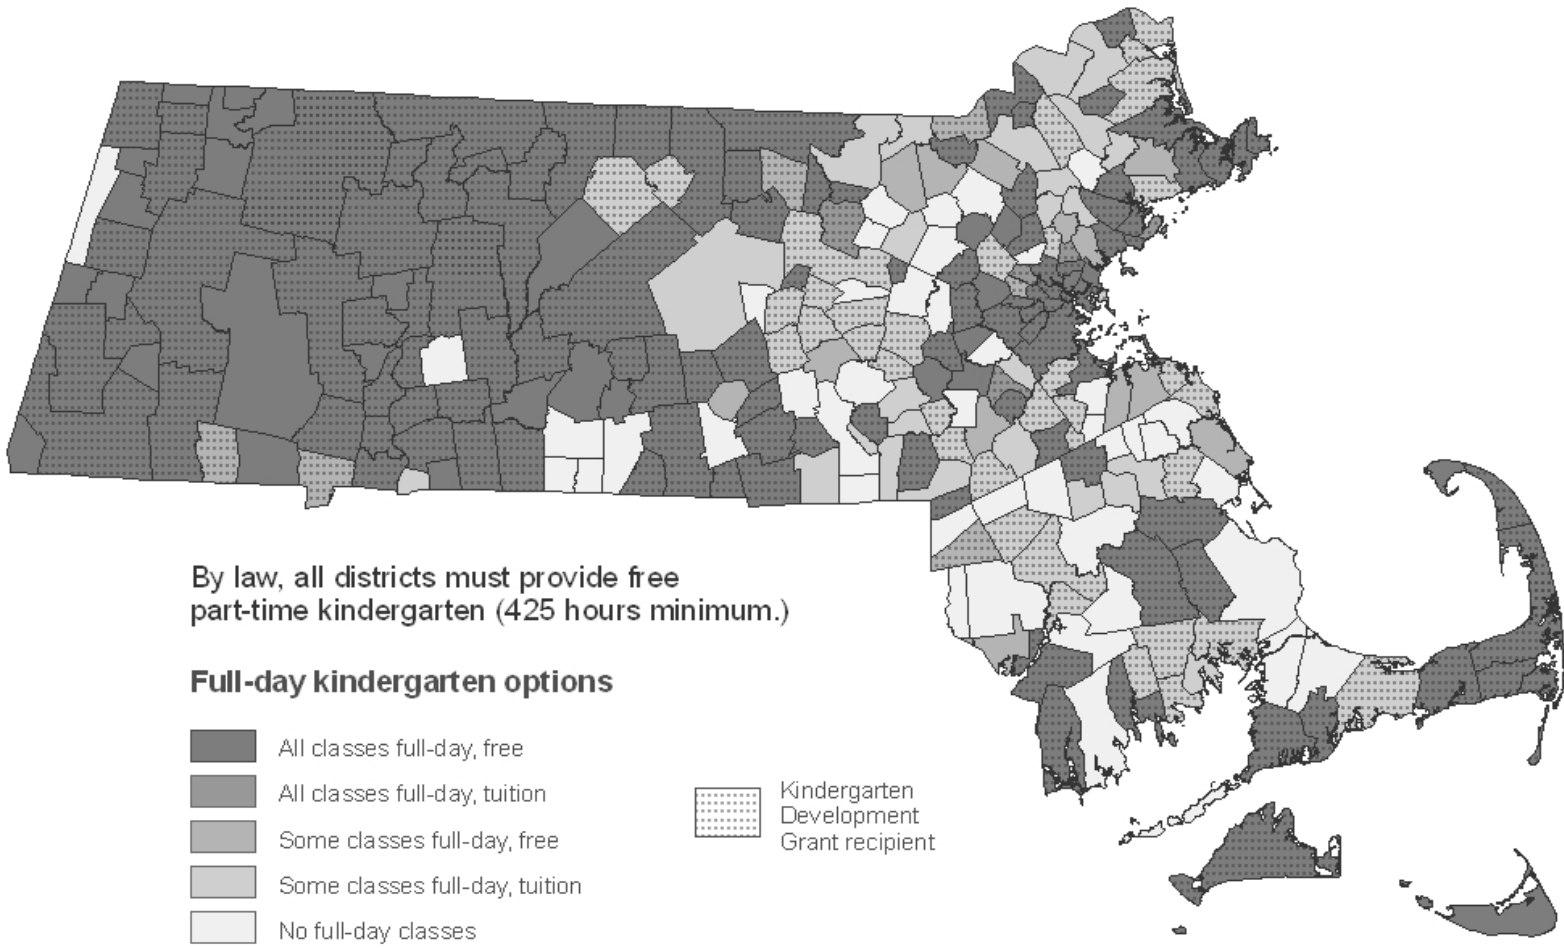 By law, all districts must provide free
part-time kindergarten (425 hours minimum.)
Full-day kindergarten options
All classes full-day, free
All classes full-day, tuition
Some classes full-day, free
Some classes full-day, tuition
No full-day classes
Kindergarten
Development
Grant recipient